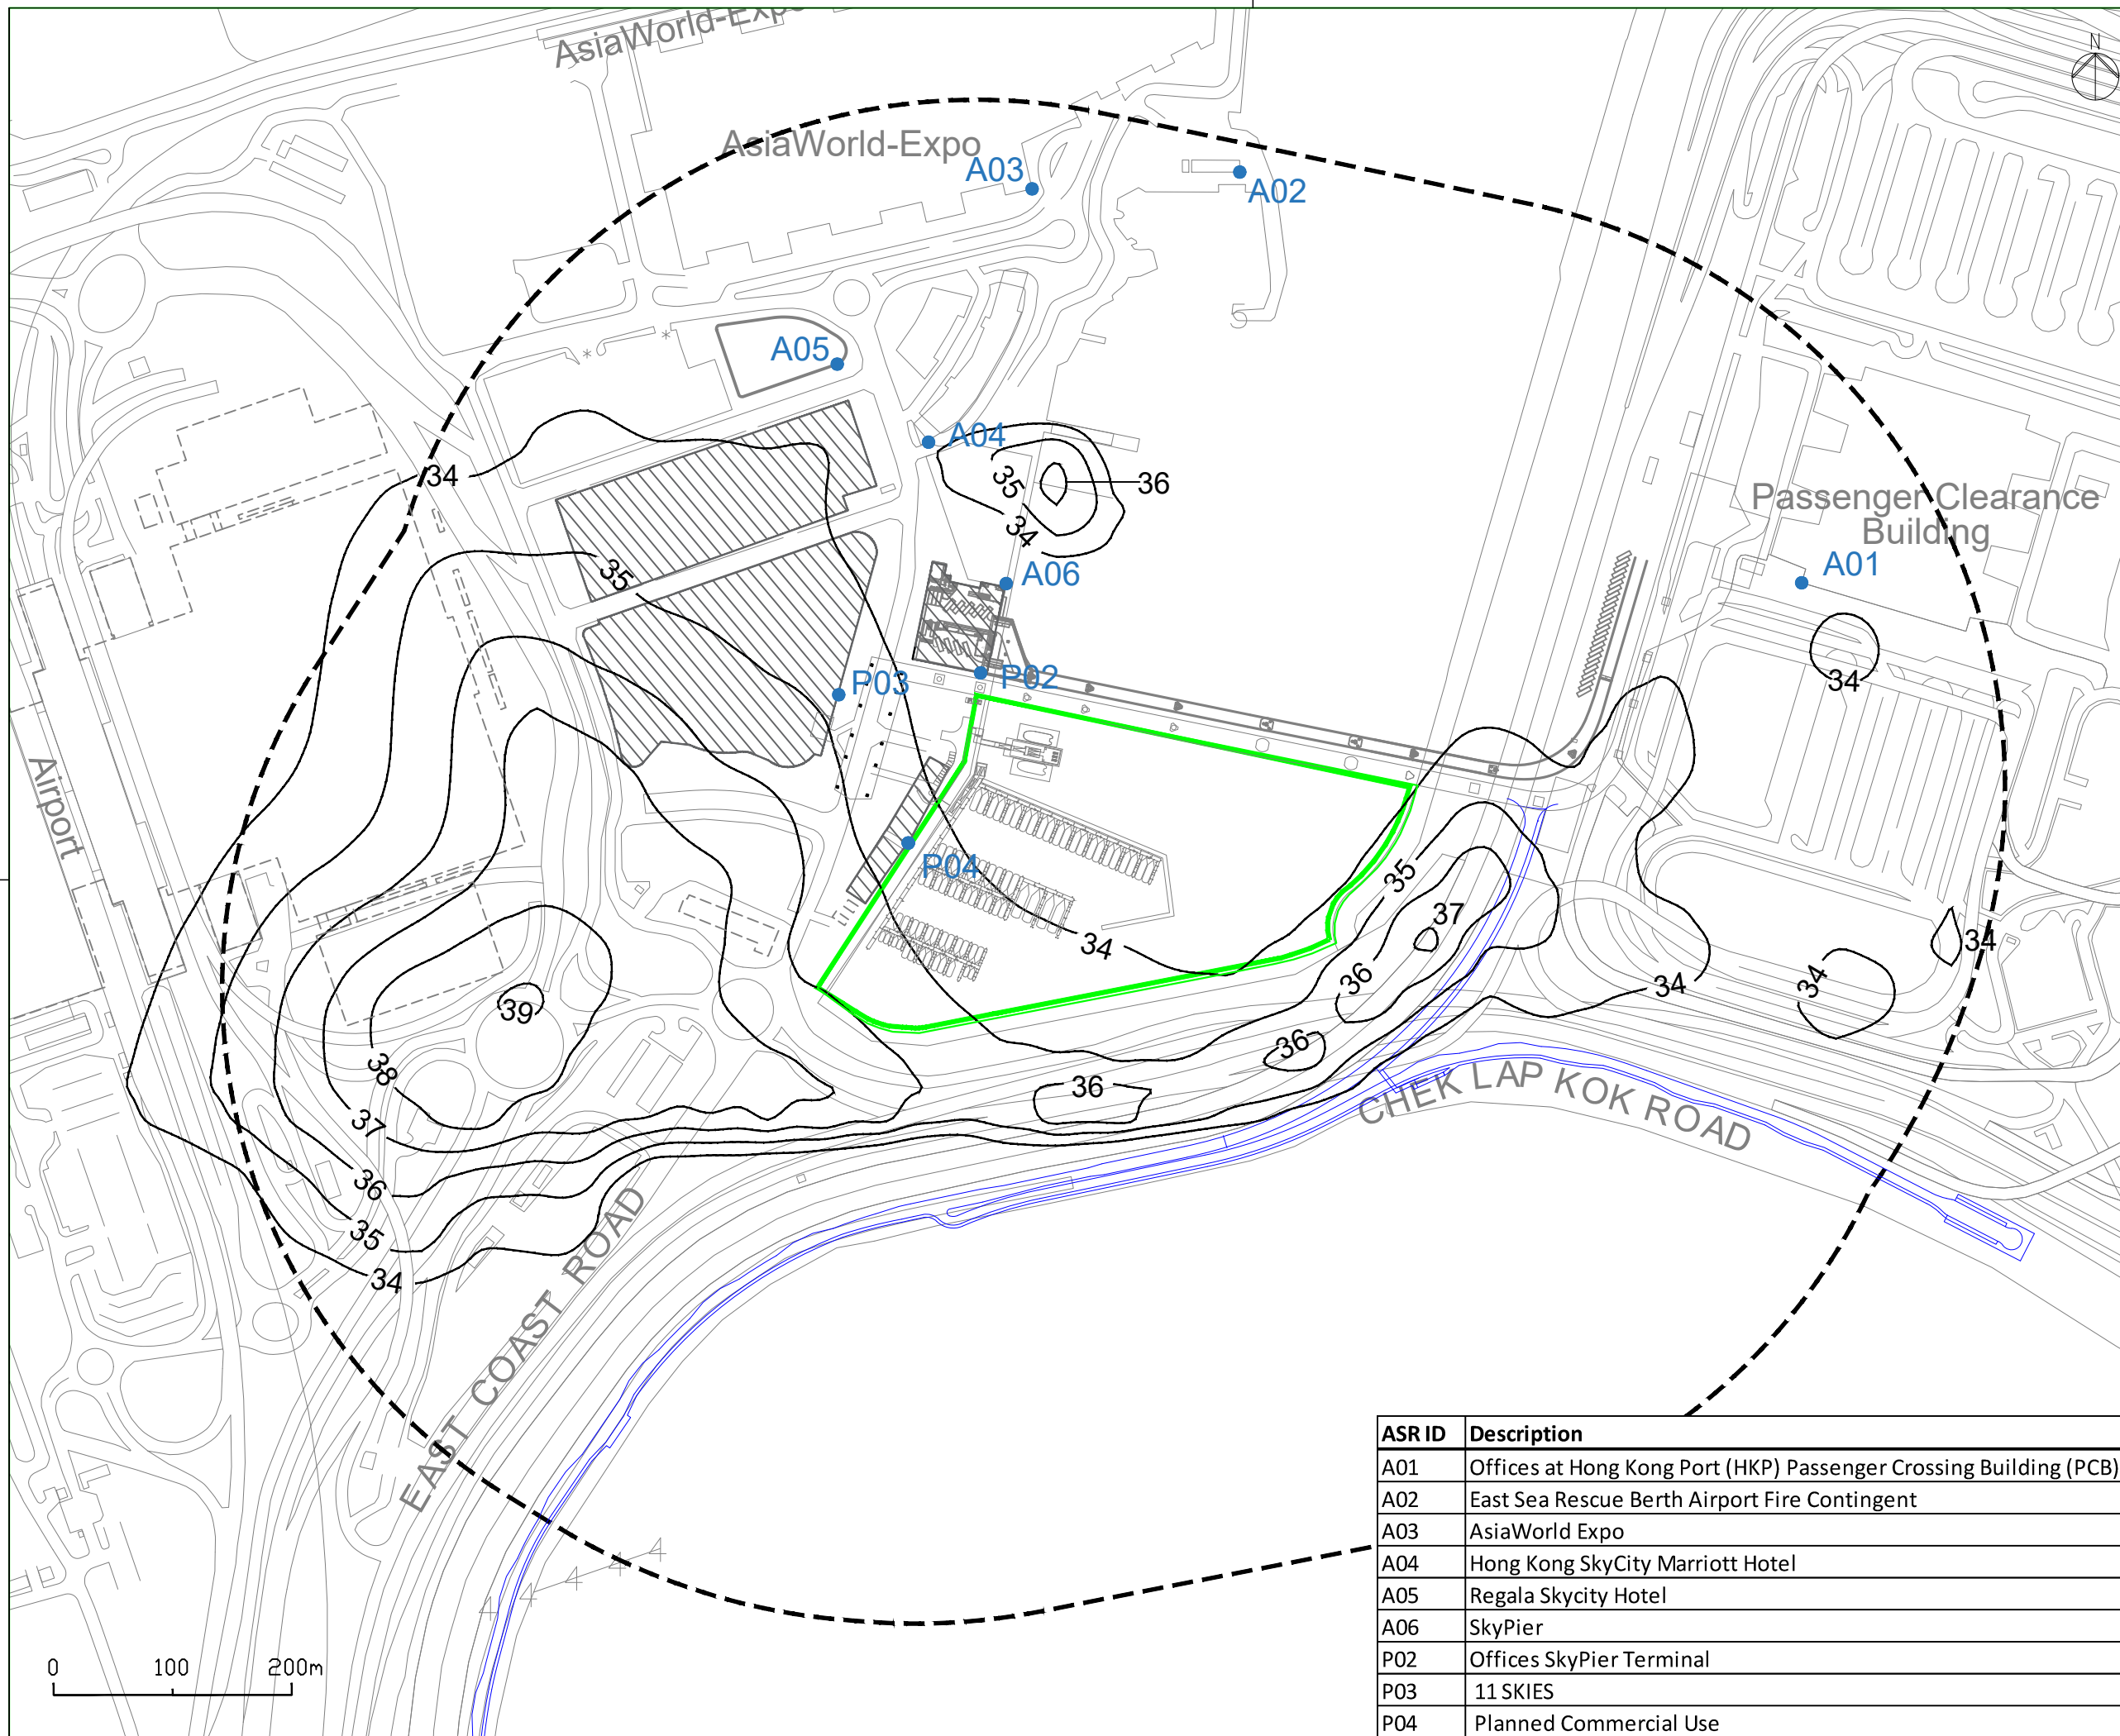 AsiaWorld-Expo
N
AsiaWorld-Expo
A03
A02
A05
A04
34
35
36
Passenger Clearance
Building
34
A01
35
A06
P03
P02
34
Airport
P04
35
37
34
34
36
34
34
39
36
38
36
CHEK LAP KOK ROAD
37
36
35
34
EAST COAST ROAD
0 100 200m
ASR ID Description
A01 Offices at Hong Kong Port (HKP) Passenger Crossing Building (PCB)
A02 East Sea Rescue Berth Airport Fire Contingent
A03 AsiaWorld Expo
A04 Hong Kong SkyCity Marriott Hotel
A05 Regala Skycity Hotel
A06 SkyPier
P02 Offices SkyPier Terminal
P03 11 SKIES
P04 Planned Commercial Use